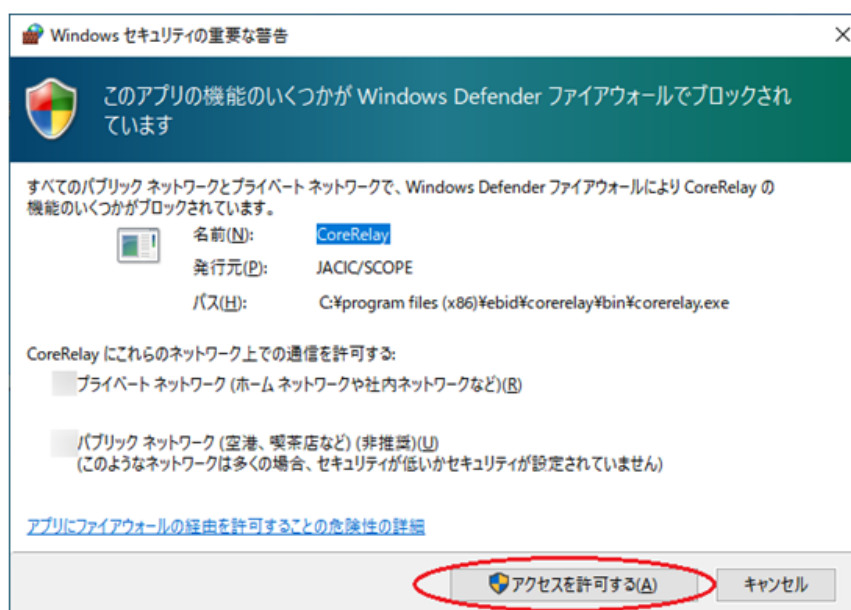 Windows セキュリティの重要な警告
このアプリの機能のいくつかが Windows Defender ファイアウォールでブロックされ
ています
すべてのパブリック ネットワークとプライベート ネットワークで、Windows Defender ファイアウォールにより CoreRelay の
機能のいくつかがブロックされています。
名前(N): CoreRelay
発行元(P): JACIC/SCOPE
パス(H): C:¥program files (x86)¥ebid¥corerelay¥bin¥corerelay.exe
CoreRelay にこれらのネットワーク上での通信を許可する:
プライベート ネットワーク (ホーム ネットワークや社内ネットワークなど)(R)
パブリック ネットワーク (空港、喫茶店など) (非推奨)(U)
(このようなネットワークは多くの場合、セキュリティが低いかセキュリティが設定されていません)
アプリにファイアウォールの経由を許可することの危険性の詳細
アクセスを許可する(A) キャンセル